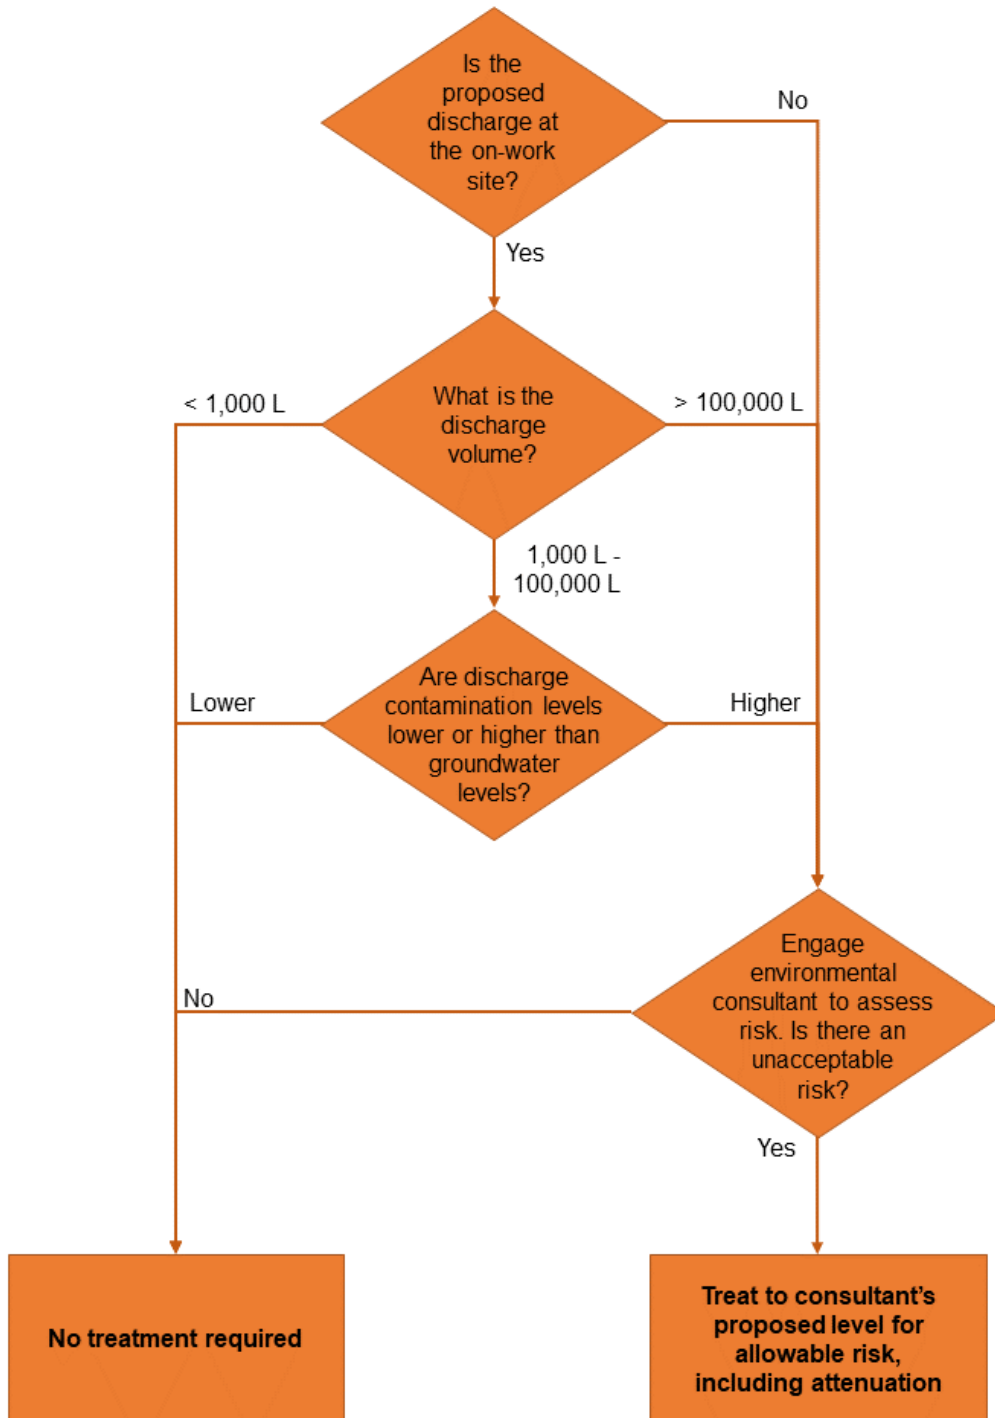 Is the
proposed
discharge at
the on-work
site?
No
Yes
What is the
discharge
volume?
< 1,000 L
> 100,000 L
1,000 L -
100,000 L
Are discharge
contamination levels
lower or higher than
groundwater
levels?
Lower
Higher
Engage
environmental
consultant to assess
risk. Is there an
unacceptable
risk?
No
Yes
No treatment required
Treat to consultant’s
proposed level for
allowable risk,
including attenuation